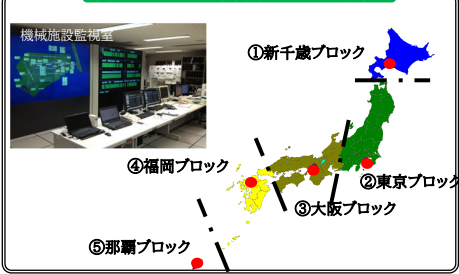 機械施設監視室
①新千歳ブロック
④福岡ブロック
②東京ブロック
③大阪ブロック
⑤那覇ブロック